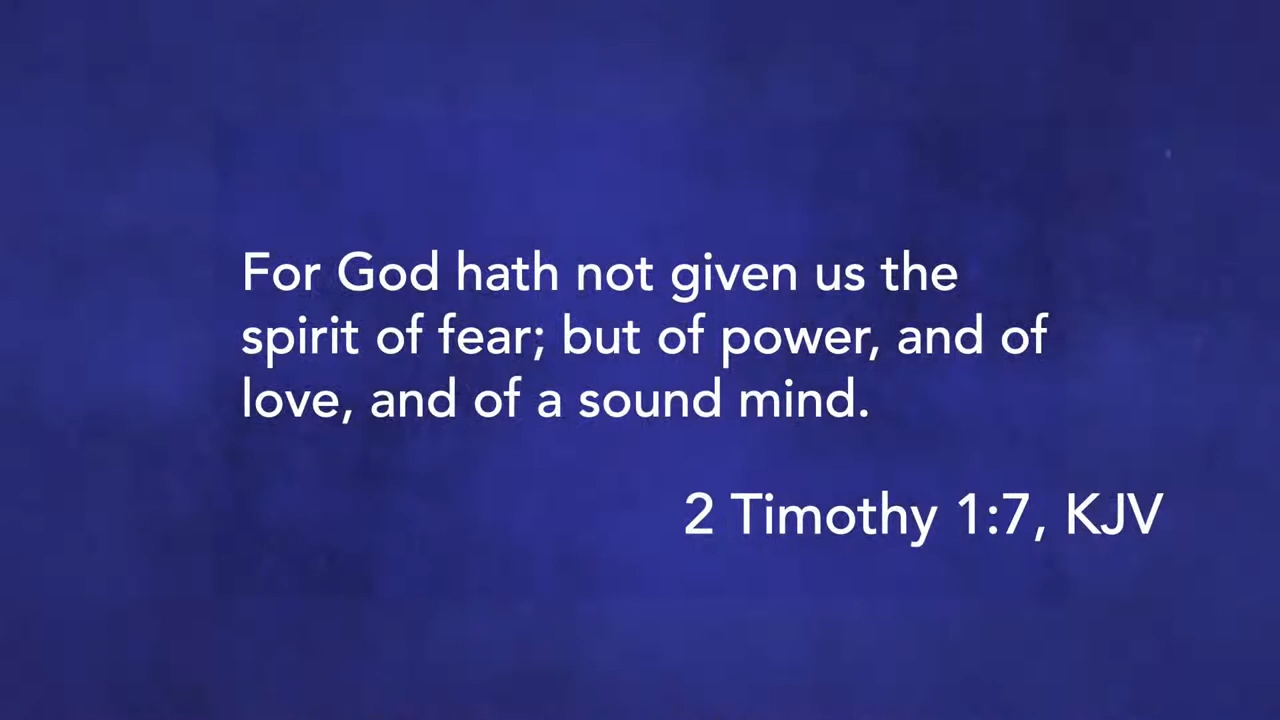 For God hath not given us the
spirit of fear; but of power, and of
love, and of a sound mind.
2 Timothy 1:7, KJV